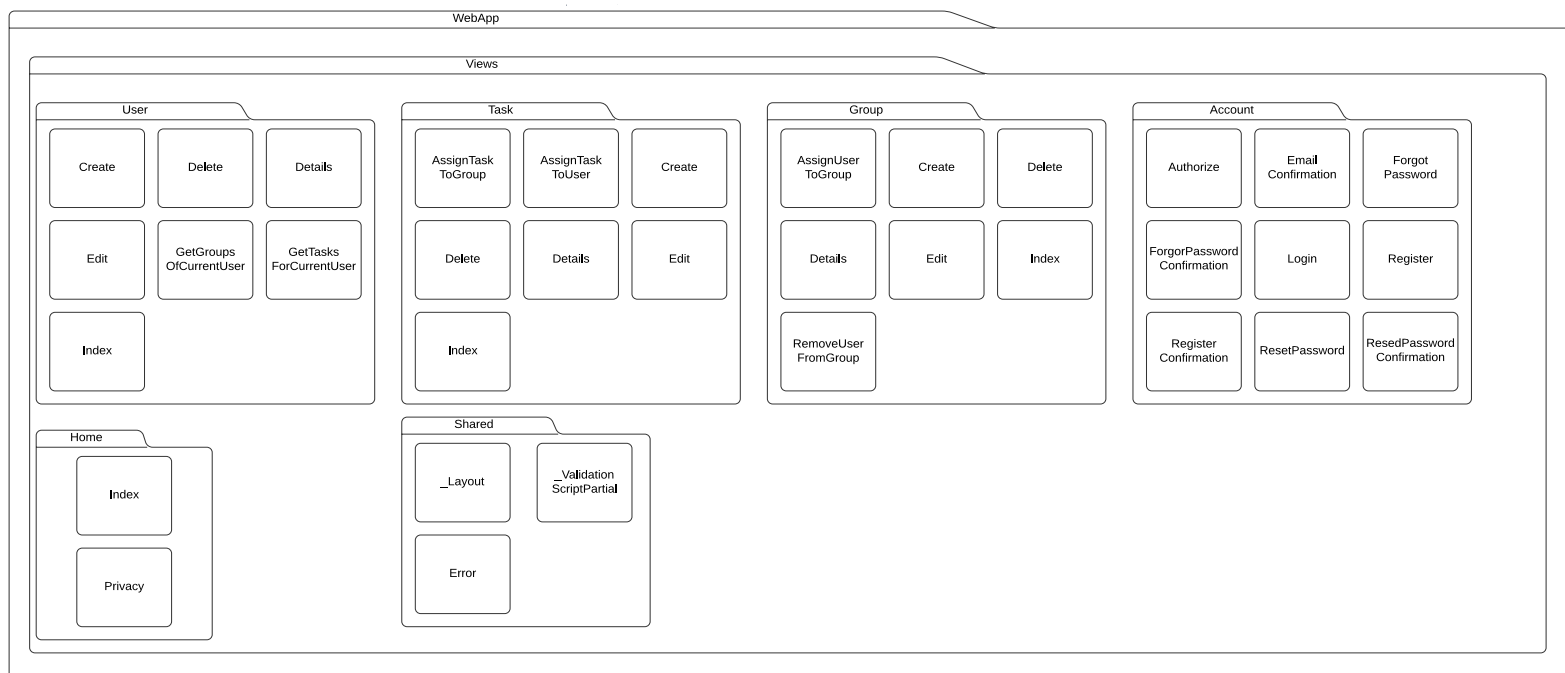 WebApp
Views
User
Create
Delete
Details
Edit
GetGroups
OfCurrentUser
GetTasks
ForCurrentUser
Index
Task
AssignTask
ToGroup
AssignTask
ToUser
Create
Delete
Details
Edit
Index
Group
AssignUser
ToGroup
Create
Delete
Details
Edit
Index
RemoveUser
FromGroup
Account
Authorize
Email
Confirmation
Forgot
Password
ForgorPassword
Confirmation
Login
Register
Register
Confirmation
ResetPassword
ResedPassword
Confirmation
Home
Index
Privacy
Shared
_Layout
_Validation
ScriptPartial
Error